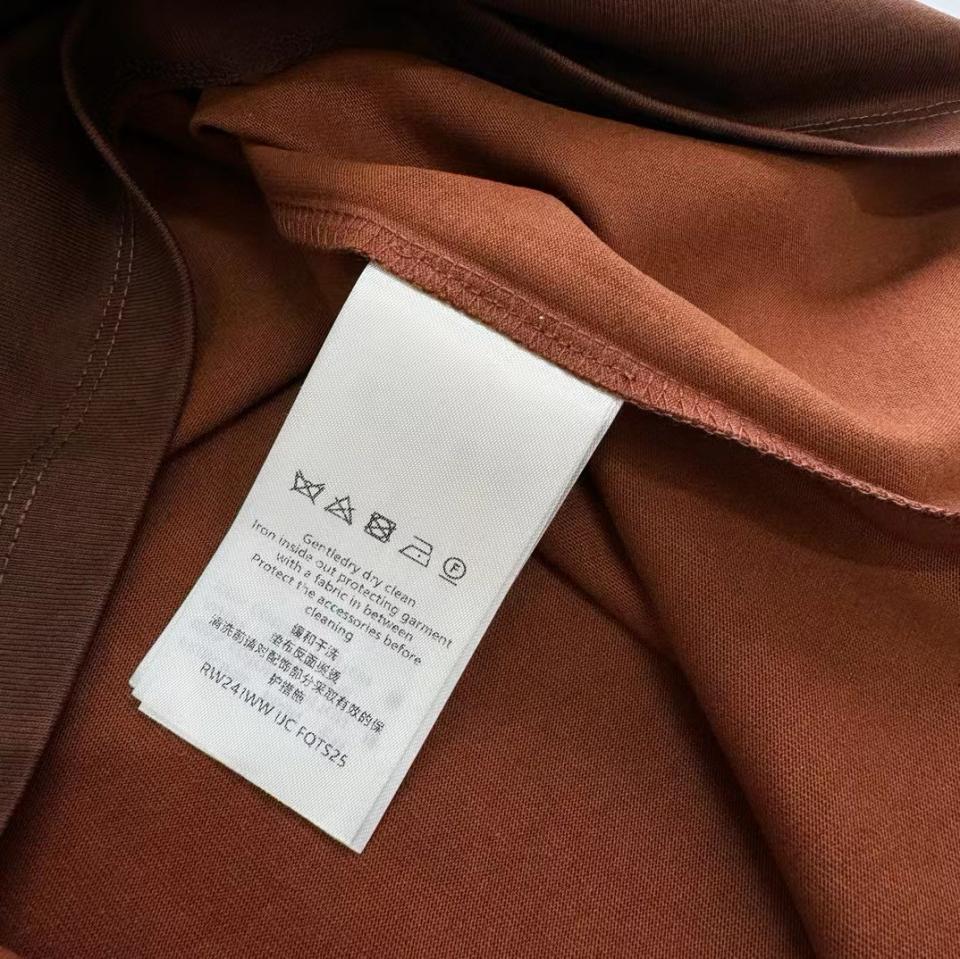 F
Gentledry dry clean
Iron inside out protecting garment
with a fabric in between
Protect the accessories before
cleaning
缓和干洗
垫布反面熨烫
清洗前请对配饰部分采取有效的保
护措施
RW241WW UC FQTS25